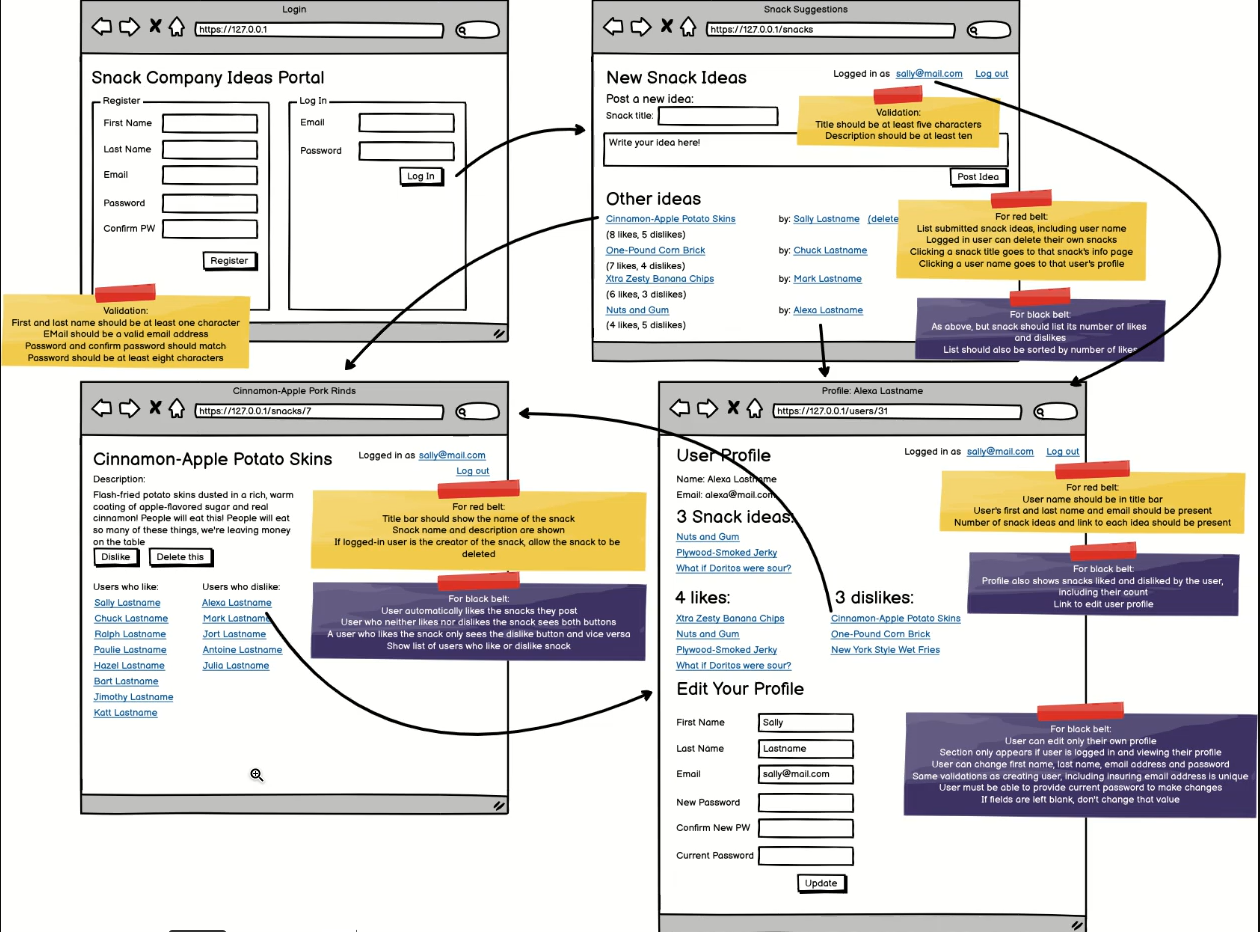 Login
https://127.0.0.1
Snack Company Ideas Portal
Register
First Name
Last Name
Email
Password
Confirm PW
Register
Log In
Email
Password
Log In
Validation:
First and last name should be at least one character
EMail should be a valid email address
Password and confirm password should match
Password should be at least eight characters
Snack Suggestions
https://127.0.0.1/snacks
New Snack Ideas
Logged in as sally@mail.com Log out
Post a new idea:
Snack title:
Write your idea here!
Post Idea
Validation:
Title should be at least five characters
Description should be at least ten
Other ideas
Cinnamon-Apple Potato Skins by: Sally Lastname (delete
(8 likes, 5 dislikes)
One-Pound Corn Brick by: Chuck Lastname
(7 likes, 4 dislikes)
Xtra Zesty Banana Chips by: Mark Lastname
(6 likes, 3 dislikes)
Nuts and Gum by: Alexa Lastname
(4 likes, 5 dislikes)
For red belt:
List submitted snack ideas, including user name
Logged in user can delete their own snacks
Clicking a snack title goes to that snack's info page
Clicking a user name goes to that user's profile
For black belt:
As above, but snack should list its number of likes
and dislikes
List should also be sorted by number of likes
Cinnamon-Apple Pork Rinds
https://127.0.0.1/snacks/7
Cinnamon-Apple Potato Skins
Logged in as sally@mail.com
Log out
Description:
Flash-fried potato skins dusted in a rich, warm
coating of apple-flavored sugar and real
cinnamon! People will eat this! People will eat
so many of these things, we're leaving money
on the table
Dislike
Delete this
Users who like:
Sally Lastname
Chuck Lastname
Ralph Lastname
Paulie Lastname
Hazel Lastname
Bart Lastname
Jimothy Lastname
Katt Lastname
Users who dislike:
Alexa Lastname
Mark Lastname
Jort Lastname
Antoine Lastname
Julia Lastname
For red belt:
Title bar should show the name of the snack
Snack name and description are shown
If logged-in user is the creator of the snack, allow the snack to be
deleted
For black belt:
User automatically likes the snacks they post
User who neither likes nor dislikes the snack sees both buttons
A user who likes the snack only sees the dislike button and vice versa
Show list of users who like or dislike snack
Profile: Alexa Lastname
https://127.0.0.1/users/31
User Profile
Logged in as sally@mail.com Log out
Name: Alexa Lastname
Email: alexa@mail.com
3 Snack ideas:
Nuts and Gum
Plywood-Smoked Jerky
What if Doritos were sour?
For red belt:
User name should be in title bar
User's first and last name and email should be present
Number of snack ideas and link to each idea should be present
For black belt:
Profile also shows snacks liked and disliked by the user,
including their count
Link to edit user profile
4 likes:
Xtra Zesty Banana Chips
Nuts and Gum
Plywood-Smoked Jerky
What if Doritos were sour?
3 dislikes:
Cinnamon-Apple Potato Skins
One-Pound Corn Brick
New York Style Wet Fries
Edit Your Profile
First Name Sally
Last Name Lastname
Email sally@mail.com
New Password
Confirm New PW
Current Password
Update
For black belt:
User can edit only their own profile
Section only appears if user is logged in and viewing their profile
User can change first name, last name, email address and password
Same validations as creating user, including insuring email address is unique
User must be able to provide current password to make changes
If fields are left blank, don't change that value